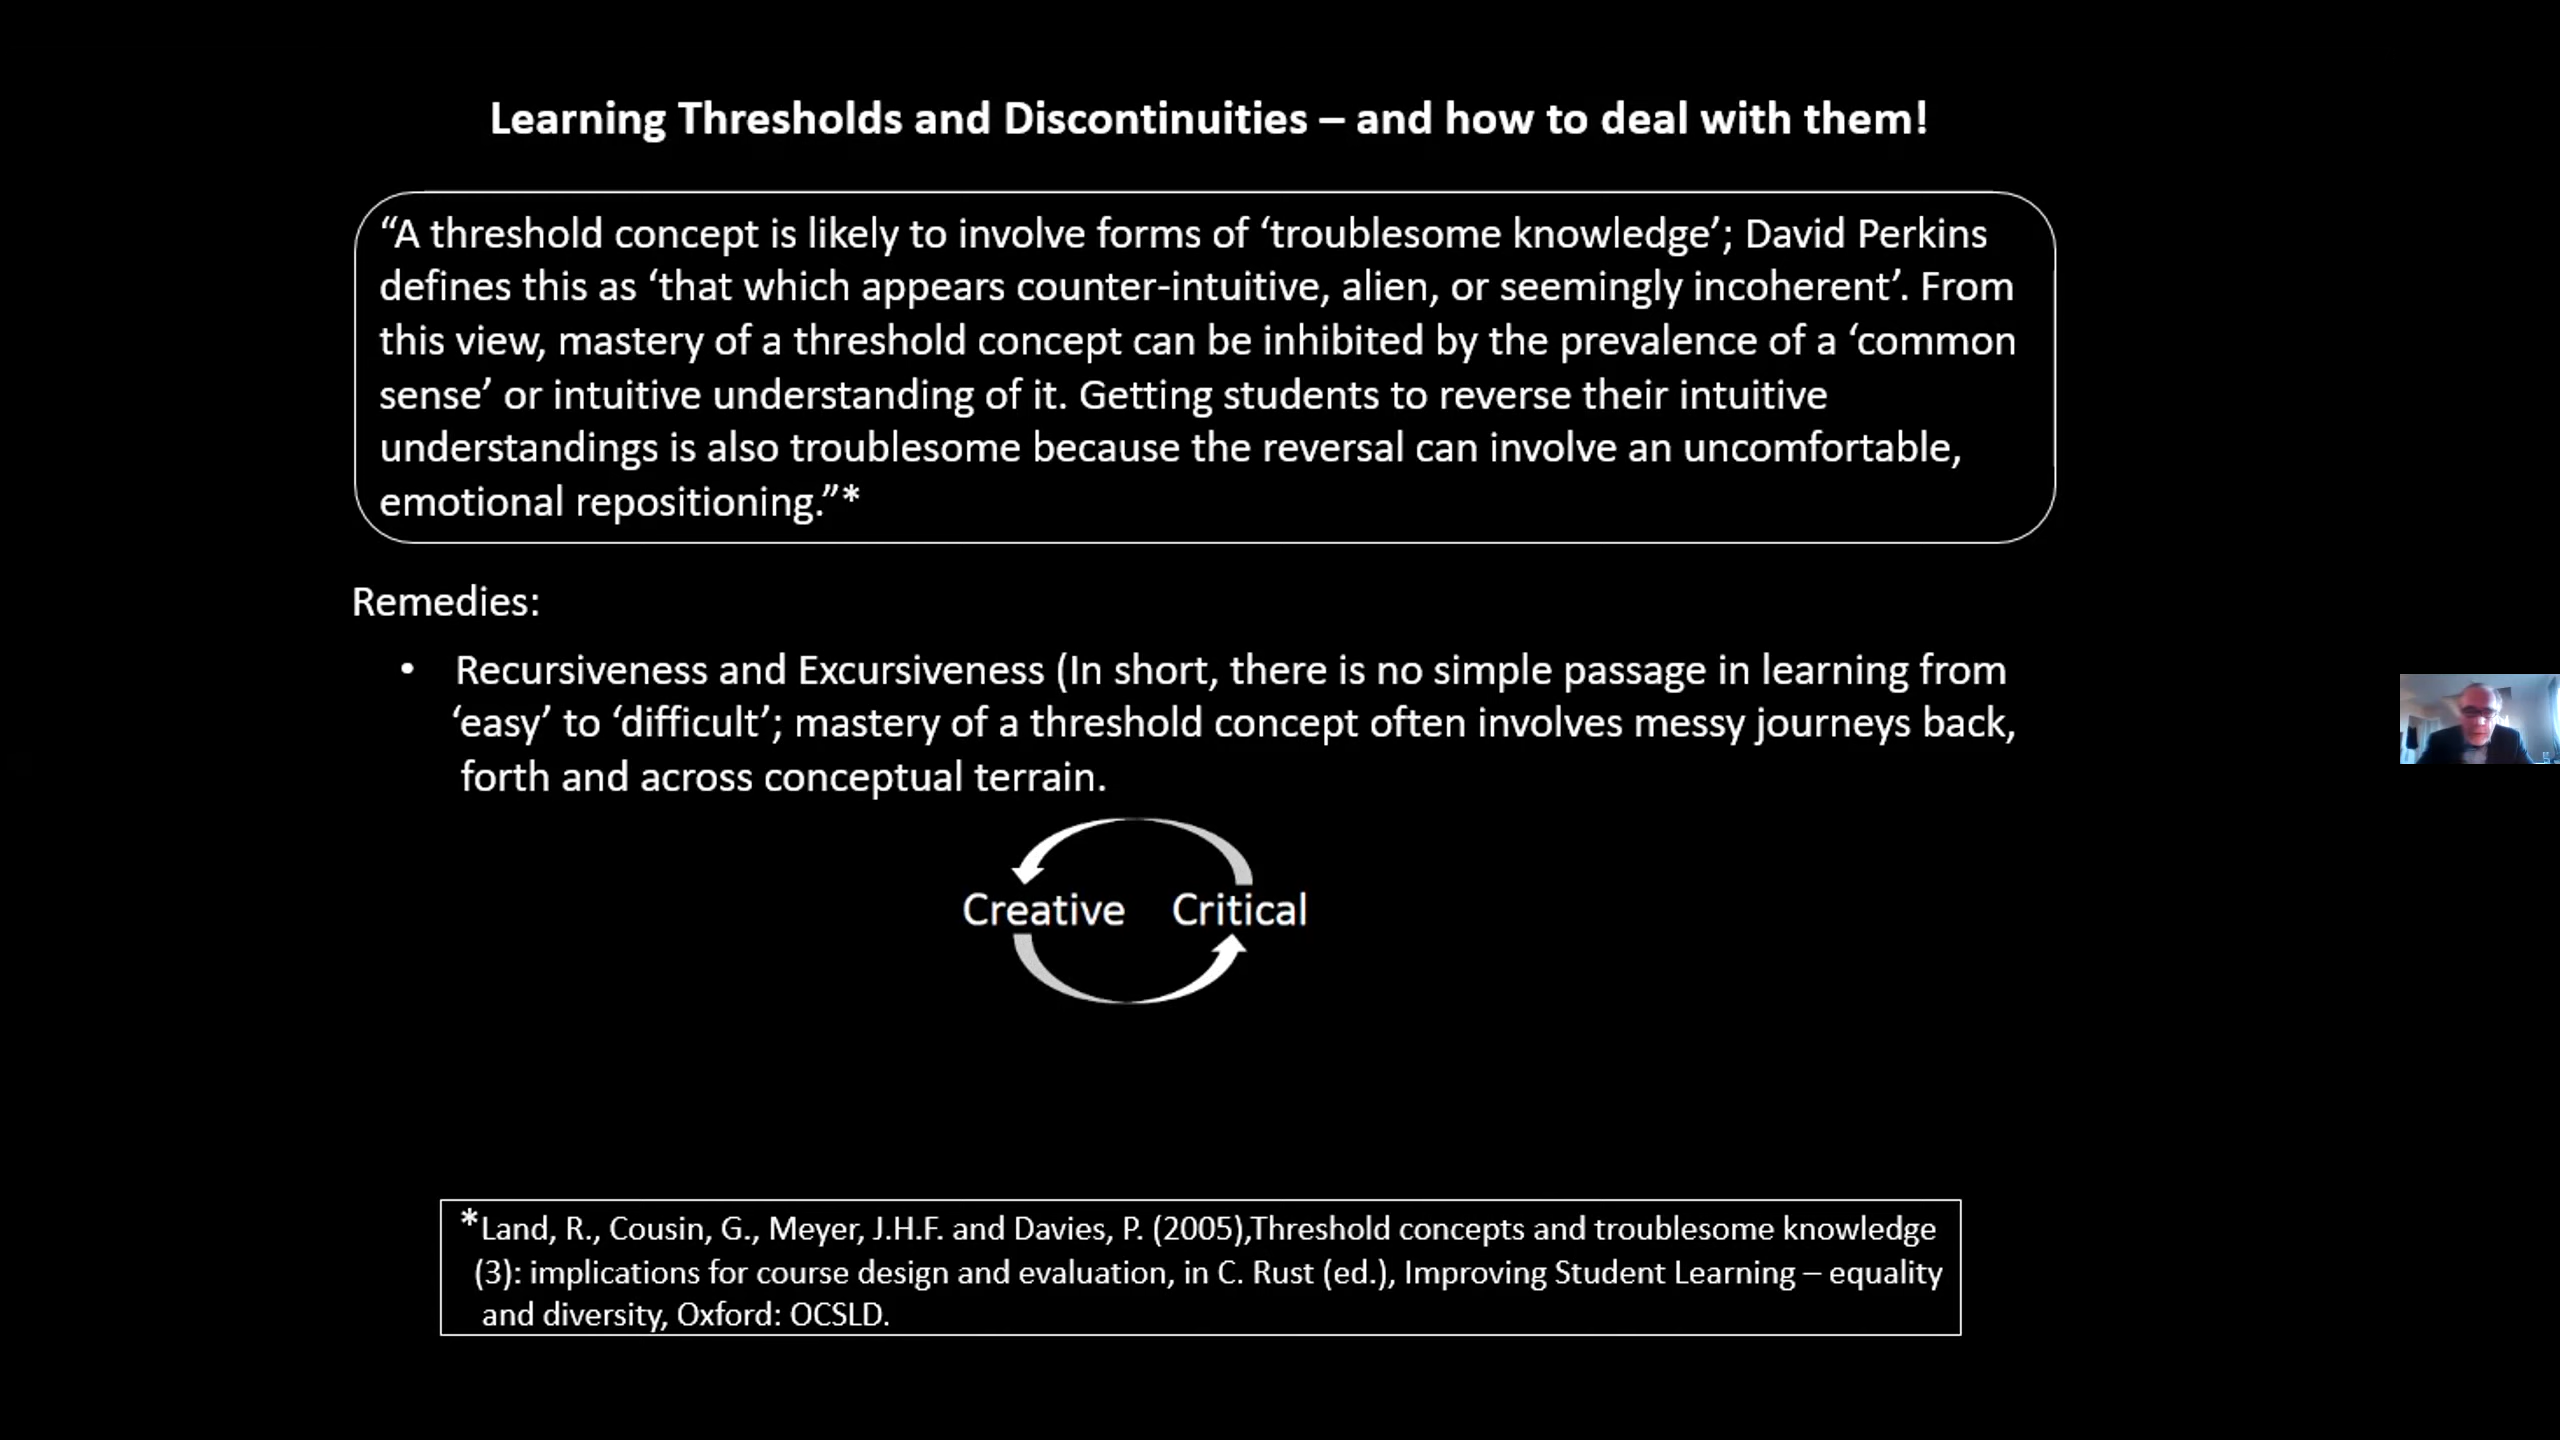 Learning Thresholds and Discontinuities – and how to deal with them!
“A threshold concept is likely to involve forms of ‘troublesome knowledge’; David Perkins
defines this as ‘that which appears counter-intuitive, alien, or seemingly incoherent’. From
this view, mastery of a threshold concept can be inhibited by the prevalence of a ‘common
sense’ or intuitive understanding of it. Getting students to reverse their intuitive
understandings is also troublesome because the reversal can involve an uncomfortable,
emotional repositioning.”*
Remedies:
• Recursiveness and Excursiveness (In short, there is no simple passage in learning from
‘easy’ to ‘difficult’; mastery of a threshold concept often involves messy journeys back,
forth and across conceptual terrain.
Creative Critical
*Land, R., Cousin, G., Meyer, J.H.F. and Davies, P. (2005),Threshold concepts and troublesome knowledge
(3): implications for course design and evaluation, in C. Rust (ed.), Improving Student Learning – equality
and diversity, Oxford: OCSLD.